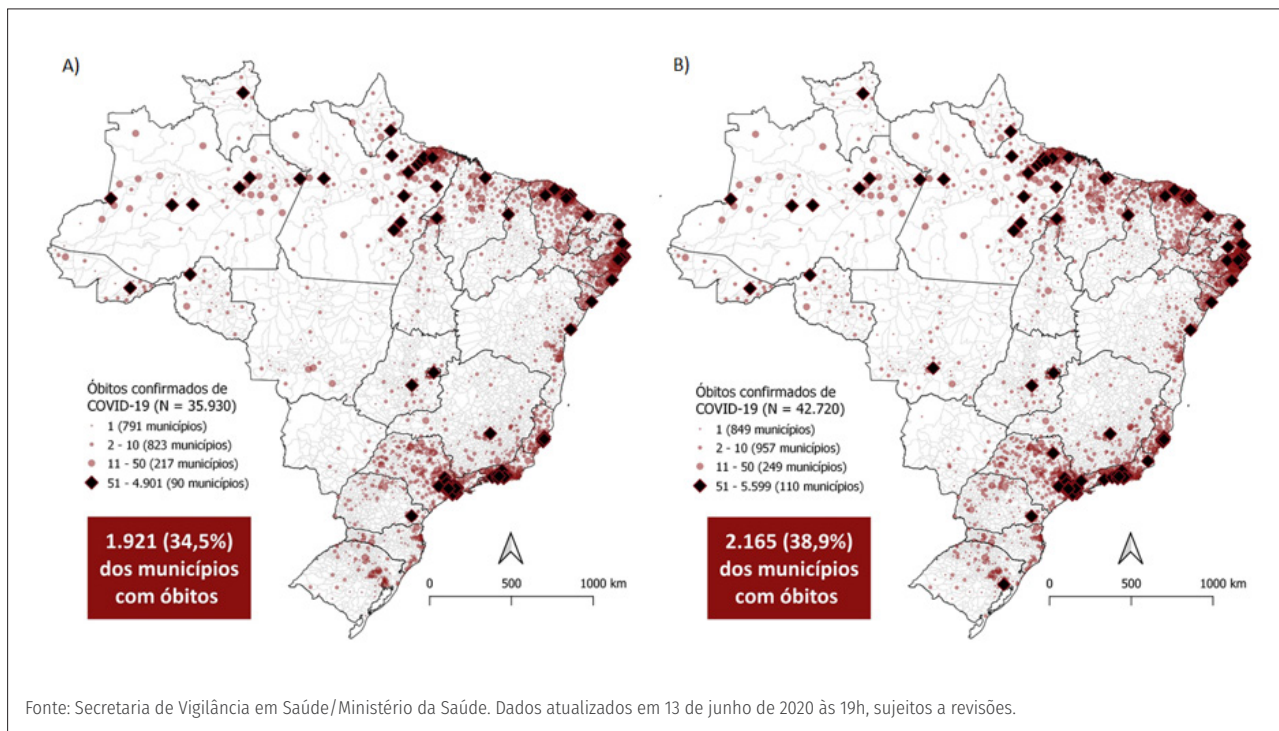 A)
Óbitos confirmados de
COVID-19 (N = 35.930)
1 (791 municípios)
2 - 10 (823 municípios)
11 - 50 (217 municípios)
51 - 4.901 (90 municípios)
1.921 (34,5%)
dos municípios
com óbitos
0 500 1000 km
B)
Óbitos confirmados de
COVID-19 (N = 42.720)
1 (849 municípios)
2 - 10 (957 municípios)
11 - 50 (249 municípios)
51 - 5.599 (110 municípios)
2.165 (38,9%)
dos municípios
com óbitos
0 500 1000 km
Fonte: Secretaria de Vigilância em Saúde/Ministério da Saúde. Dados atualizados em 13 de junho de 2020 às 19h, sujeitos a revisões.